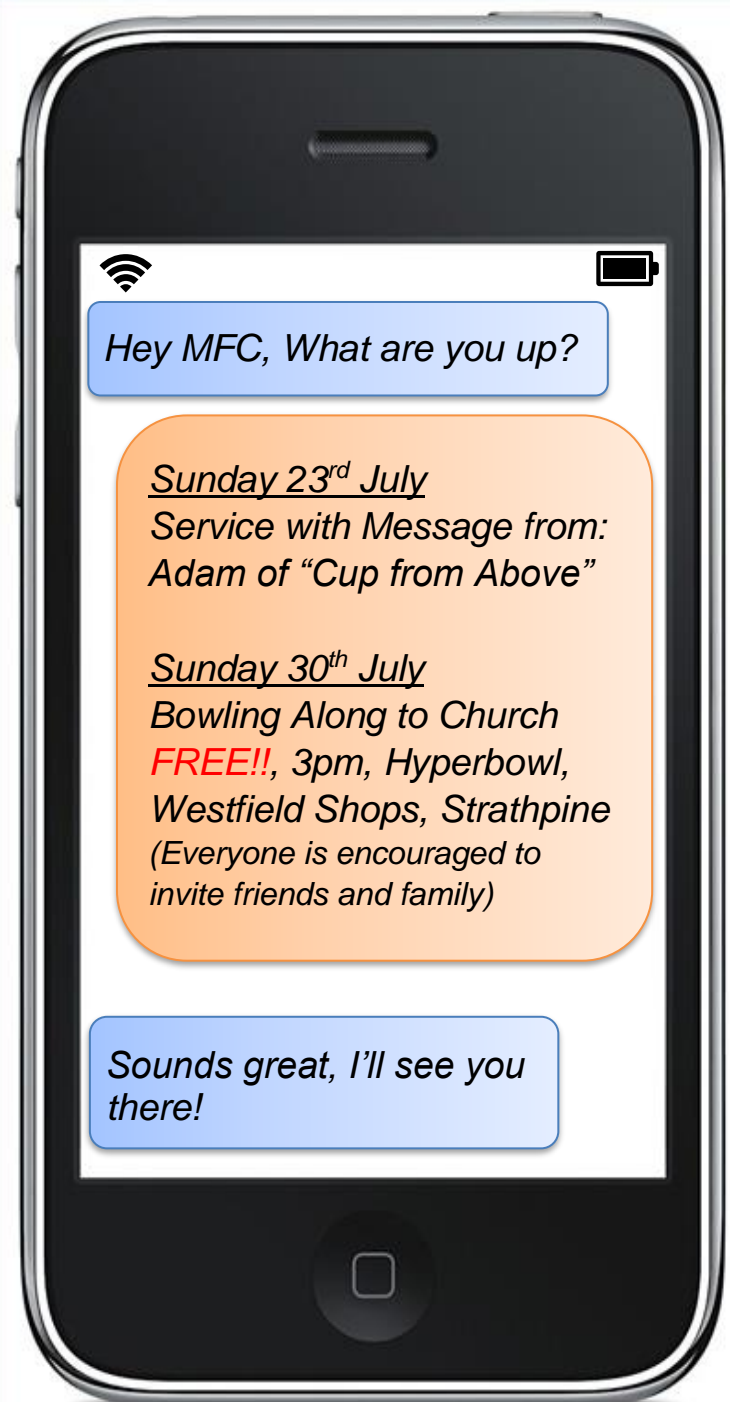 Hey MFC, What are you up?
Sunday 23rd July
Service with Message from:
Adam of “Cup from Above”
Sunday 30th July
Bowling Along to Church
FREE!!, 3pm, Hyperbowl,
Westfield Shops, Strathpine
(Everyone is encouraged to
invite friends and family)
Sounds great, I’ll see you
there!